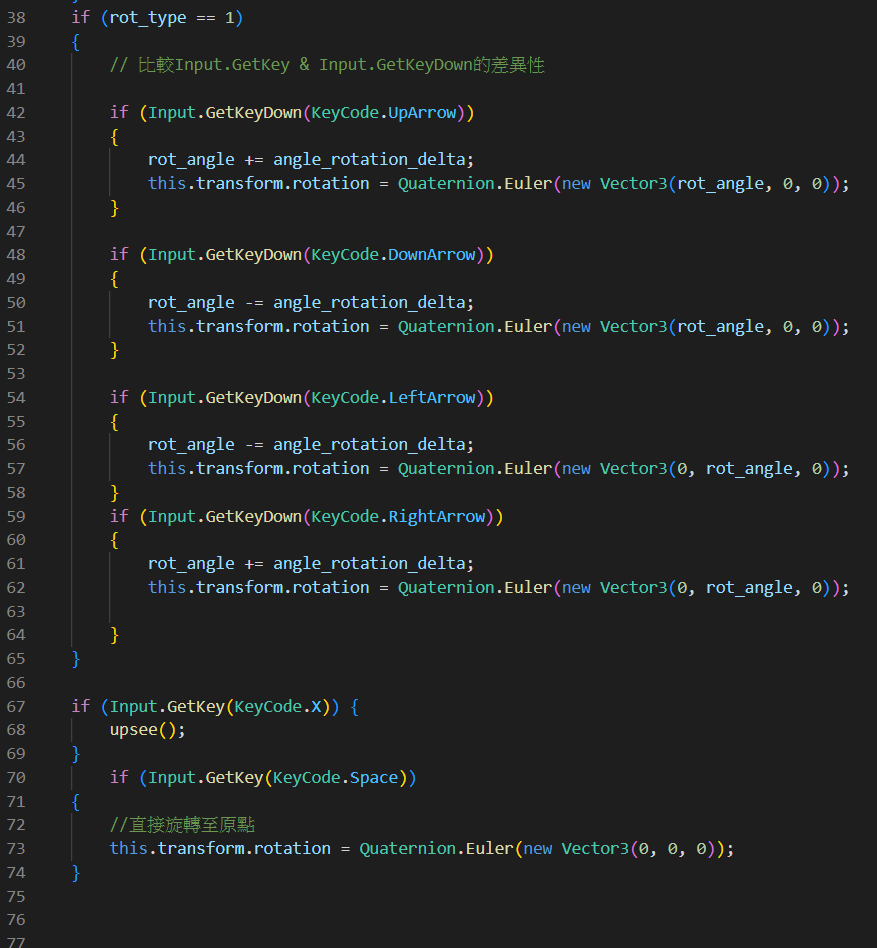 38 if (rot_type == 1)
39 {
40 // 比較Input.GetKey & Input.GetKeyDown的差異性
41
42 if (Input.GetKeyDown(KeyCode.UpArrow))
43 {
44 rot_angle += angle_rotation_delta;
45 this.transform.rotation = Quaternion.Euler(new Vector3(rot_angle, 0, 0));
46 }
47
48 if (Input.GetKeyDown(KeyCode.DownArrow))
49 {
50 rot_angle -= angle_rotation_delta;
51 this.transform.rotation = Quaternion.Euler(new Vector3(rot_angle, 0, 0));
52 }
53
54 if (Input.GetKeyDown(KeyCode.LeftArrow))
55 {
56 rot_angle -= angle_rotation_delta;
57 this.transform.rotation = Quaternion.Euler(new Vector3(0, rot_angle, 0));
58 }
59 if (Input.GetKeyDown(KeyCode.RightArrow))
60 {
61 rot_angle += angle_rotation_delta;
62 this.transform.rotation = Quaternion.Euler(new Vector3(0, rot_angle, 0));
63
64 }
65 }
66
67 if (Input.GetKey(KeyCode.X)) {
68 upsee();
69 }
70 if (Input.GetKey(KeyCode.Space))
71 {
72 //直接旋轉至原點
73 this.transform.rotation = Quaternion.Euler(new Vector3(0, 0, 0));
74 }
75
76
77